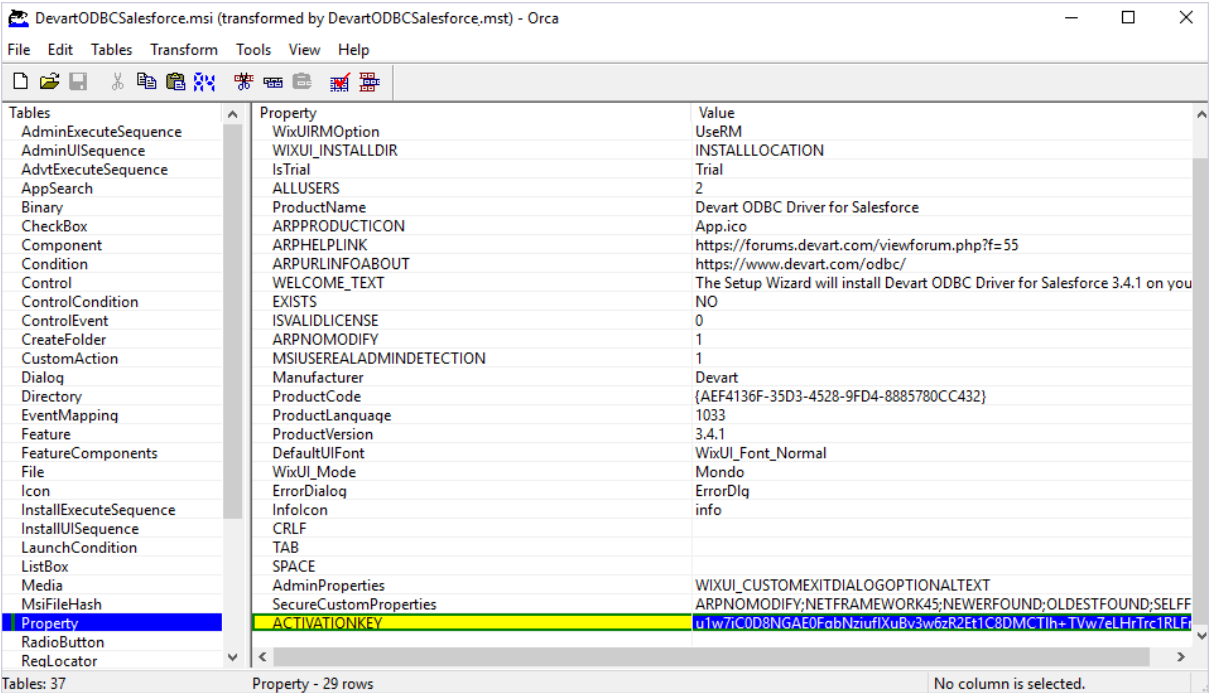 DevartODBCSalesforce.msi (transformed by DevartODBCSalesforce.mst) - Orca
File Edit Tables Transform Tools View Help
Tables
AdminExecuteSequence
AdminUISequence
AdvtExecuteSequence
AppSearch
Binary
CheckBox
Component
Condition
Control
ControlCondition
ControlEvent
CreateFolder
CustomAction
Dialog
Directory
EventMapping
Feature
FeatureComponents
File
Icon
InstallExecuteSequence
InstallUISequence
LaunchCondition
ListBox
Media
MsiFileHash
Property
RadioButton
RegLocator
Property Value
WixUIRMOption UseRM
WIXUI_INSTALLDIR INSTALLLOCATION
IsTrial Trial
ALLUSERS 2
ProductName Devart ODBC Driver for Salesforce
ARPPRODUCTICON App.ico
ARPHELPLINK https://forums.devart.com/viewforum.php?f=55
ARPURLINFOABOUT https://www.devart.com/odbc/
WELCOME_TEXT The Setup Wizard will install Devart ODBC Driver for Salesforce 3.4.1 on you
EXISTS NO
ISVALIDLICENSE 0
ARPNOMODIFY 1
MSIUSEREALADMINDETECTION 1
Manufacturer Devart
ProductCode {AEF4136F-35D3-4528-9FD4-8885780CC432}
ProductLanguage 1033
ProductVersion 3.4.1
DefaultUIFont WixUI_Font_Normal
WixUI_Mode Mondo
ErrorDialog ErrorDlg
InfoIcon info
CRLF
TAB
SPACE
AdminProperties WIXUI_CUSTOMEXITDIALOGOPTIONALTEXT
SecureCustomProperties ARPNOMODIFY;NETFRAMEWORK45;NEWERFOUND;OLDESTFOUND;SELFF
ACTIVATIONKEY
Tables: 37 Property - 29 rows No column is selected.